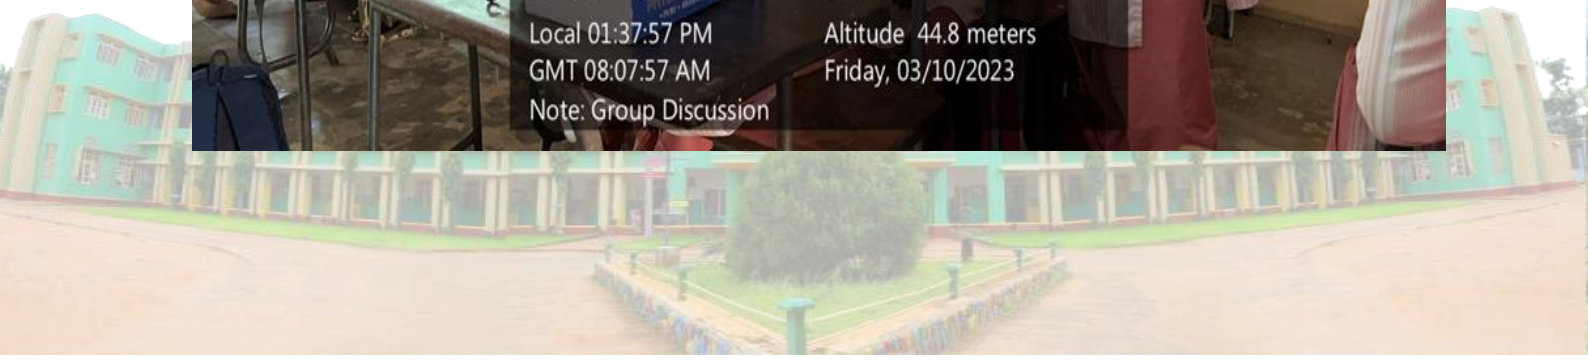 Local 01:37:57 PM
Altitude 44.8 meters
GMT 08:07:57 AM
Friday, 03/10/2023
Note: Group Discussion